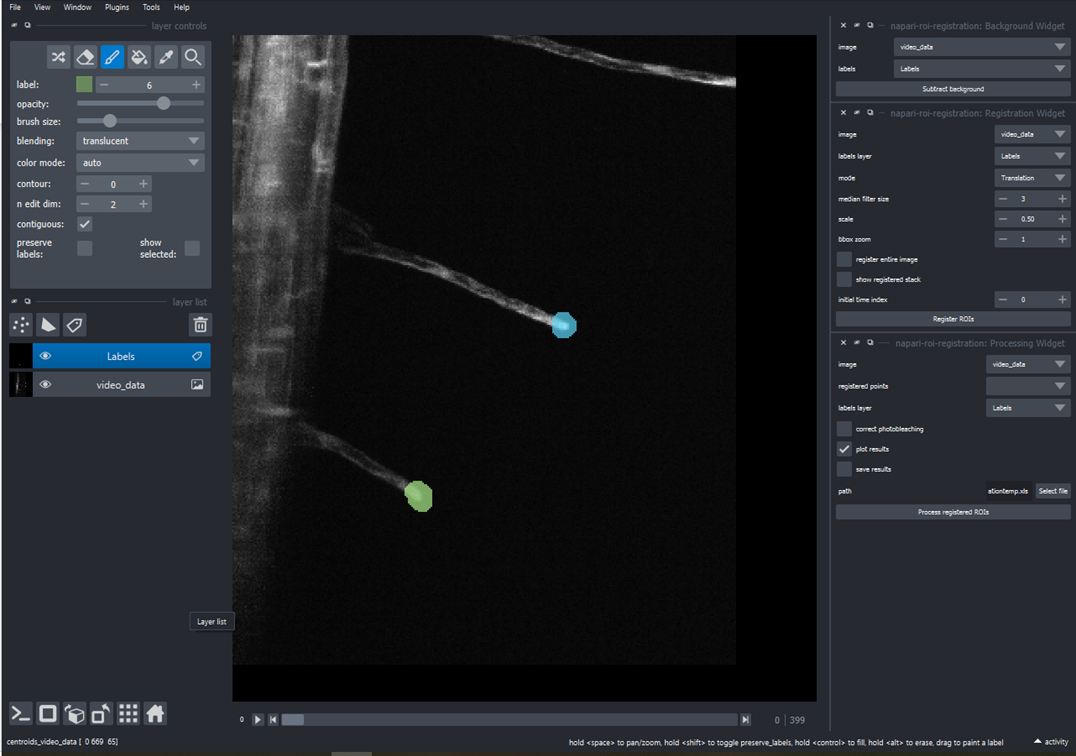 File View Window Plugins Tools Help
layer controls
label: 6
opacity:
brush size:
blending: translucent
color mode: auto
contour: 0
n edit dim: 2
contiguous:
preserve labels: show selected:
layer list
Labels
video_data
Layer list
centroids_video_data [ 0 669 65]
0
0 399
hold <space> to pan/zoom, hold <shift> to toggle preserve_labels, hold <control> to fill, hold <alt> to erase, drag to paint a label
activity
napari-roi-registration: Background Widget
image video_data
labels Labels
Subtract background
napari-roi-registration: Registration Widget
image video_data
labels layer Labels
mode Translation
median filter size 3
scale 0.50
bbox zoom 1
register entire image
show registered stack
initial time index 0
Register ROIs
napari-roi-registration: Processing Widget
image video_data
registered points
labels layer Labels
correct photobleaching
plot results
save results
path ationtemp.xls Select file
Process registered ROIs